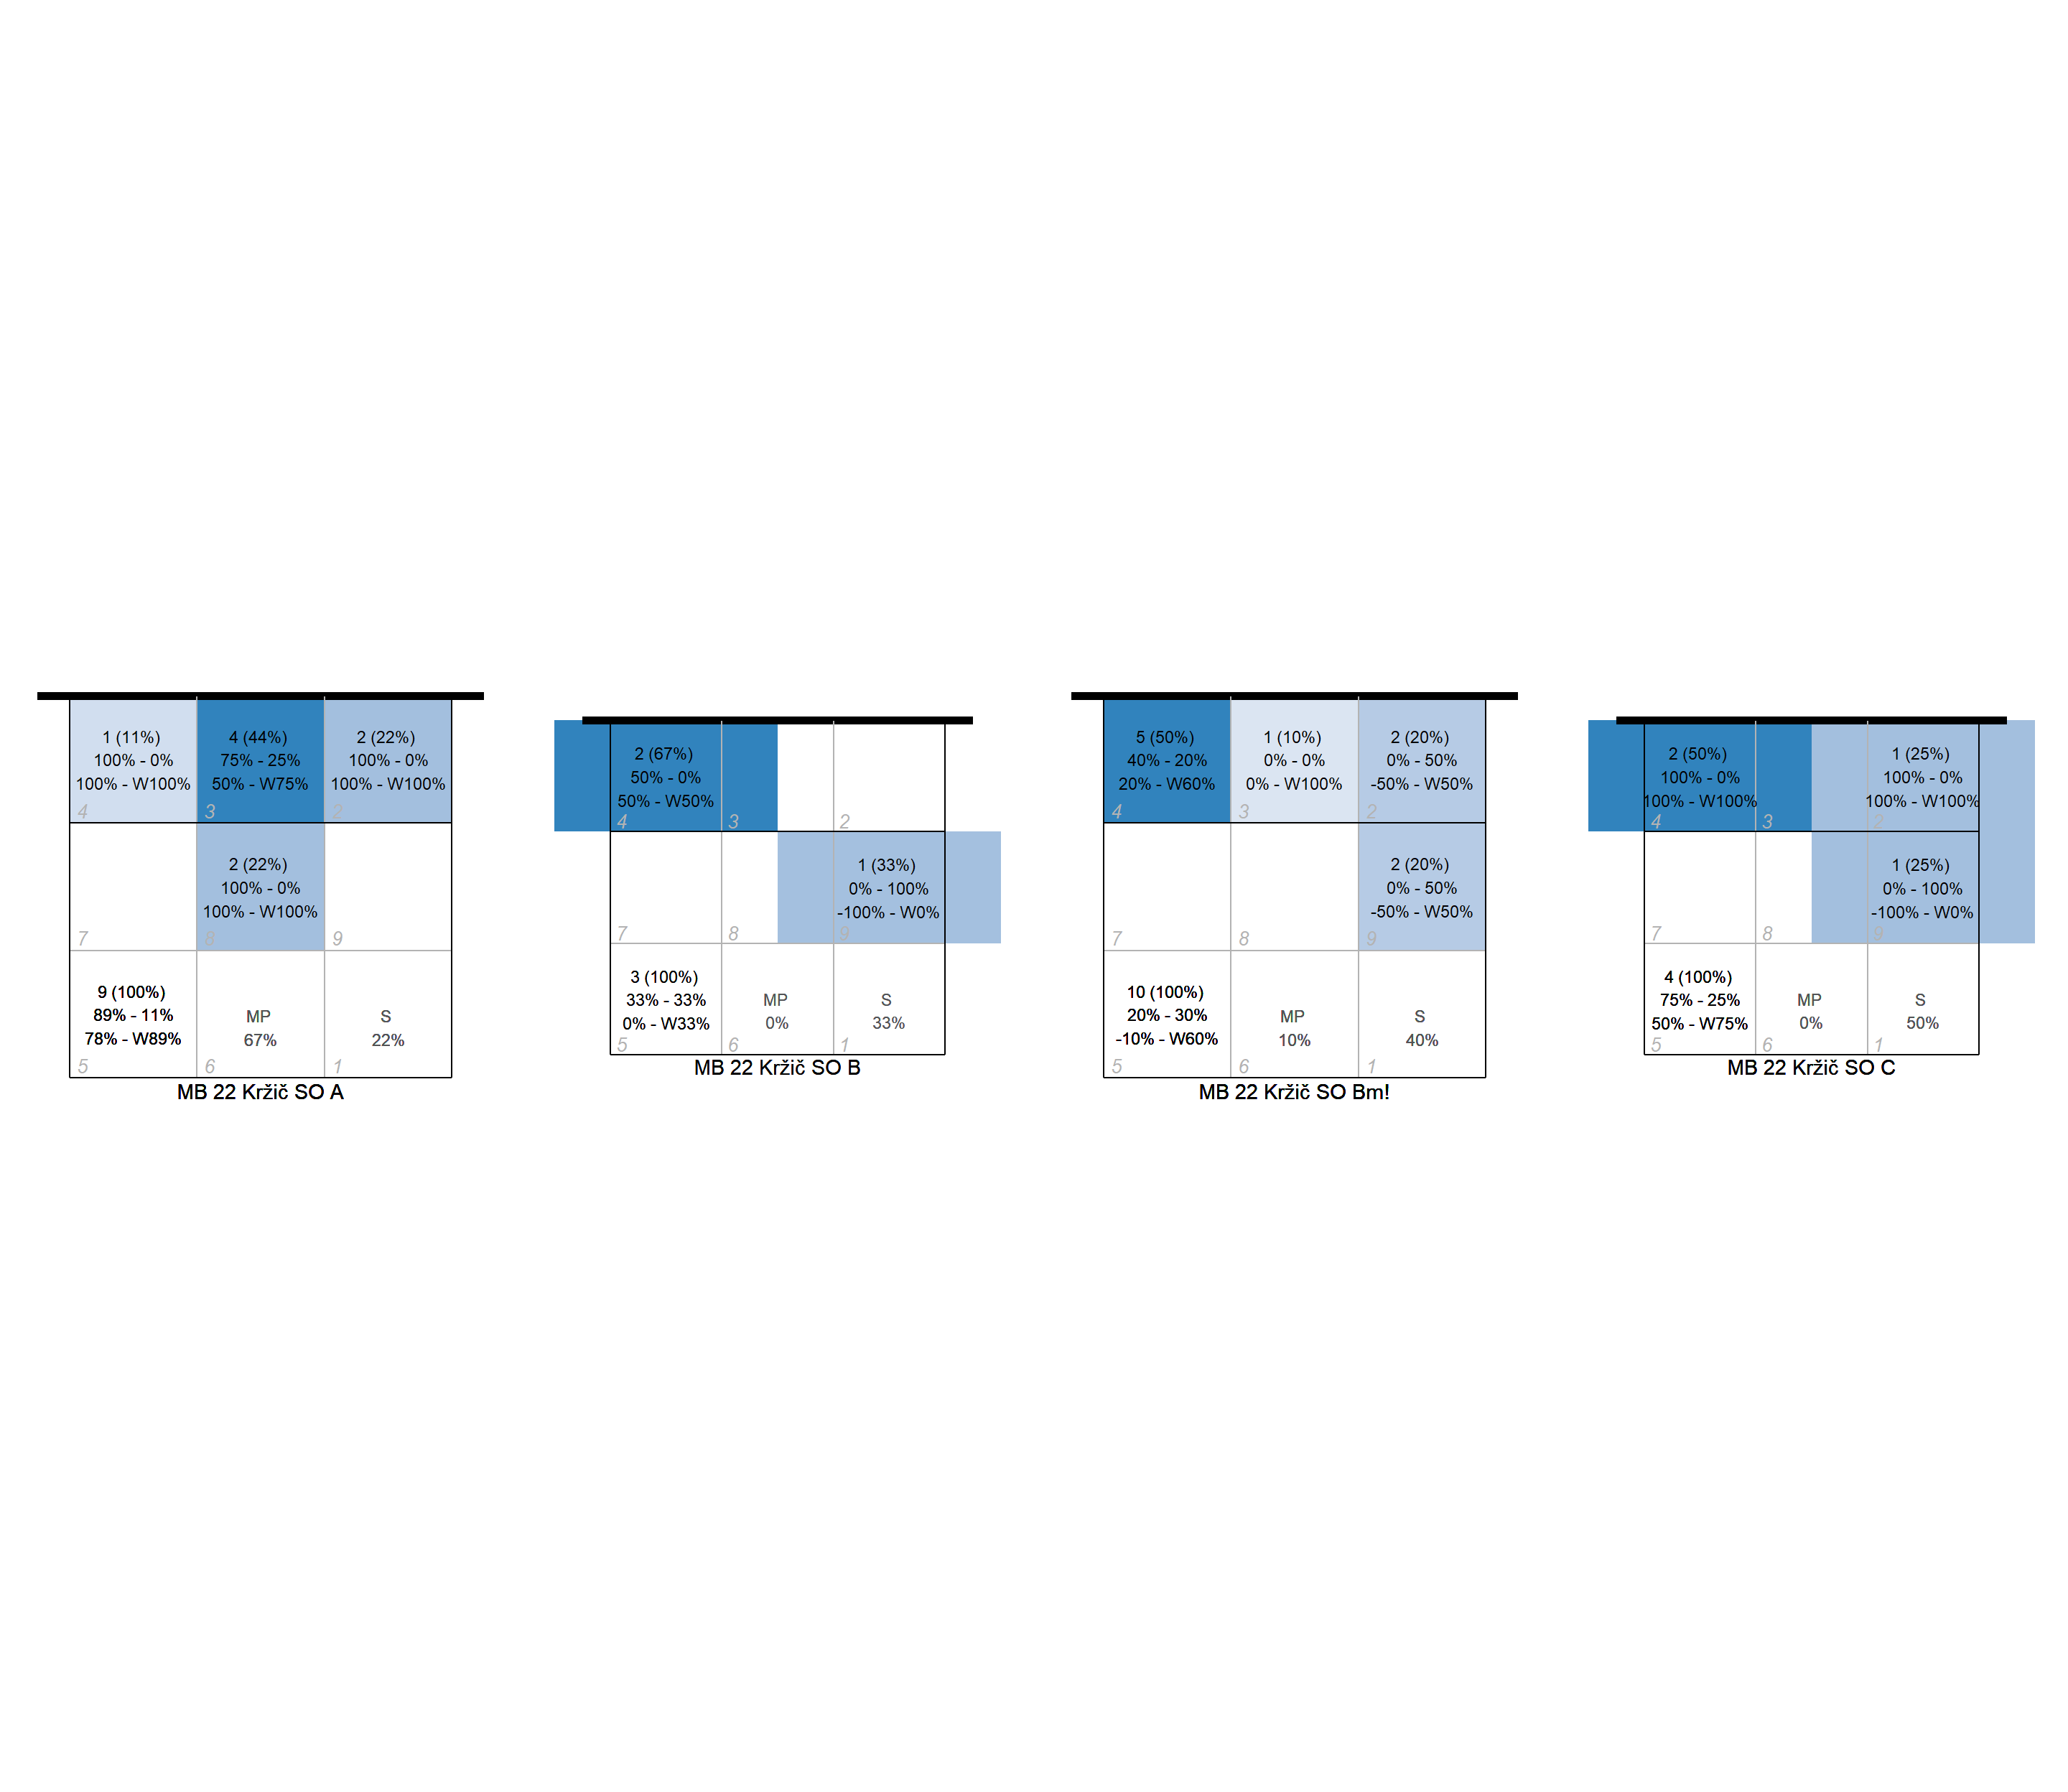 1 (11%)
100% - 0%
100% - W100%
4
4 (44%)
75% - 25%
50% - W75%
3
2 (22%)
100% - 0%
100% - W100%
2
7
2 (22%)
100% - 0%
100% - W100%
8
9
9 (100%)
89% - 11%
78% - W89%
5
MP
67%
6
S
22%
1
MB 22 Kržič SO A
2 (67%)
50% - 0%
50% - W50%
4
3
2
7
8
1 (33%)
0% - 100%
-100% - W0%
9
3 (100%)
33% - 33%
0% - W33%
5
MP
0%
6
S
33%
1
MB 22 Kržič SO B
5 (50%)
40% - 20%
20% - W60%
4
1 (10%)
0% - 0%
0% - W100%
3
2 (20%)
0% - 50%
-50% - W50%
2
7
8
2 (20%)
0% - 50%
-50% - W50%
9
10 (100%)
20% - 30%
-10% - W60%
5
MP
10%
6
S
40%
1
MB 22 Kržič SO Bm!
2 (50%)
100% - 0%
100% - W100%
4
3
1 (25%)
100% - 0%
100% - W100%
2
7
8
1 (25%)
0% - 100%
-100% - W0%
9
4 (100%)
75% - 25%
50% - W75%
5
MP
0%
6
S
50%
1
MB 22 Kržič SO C